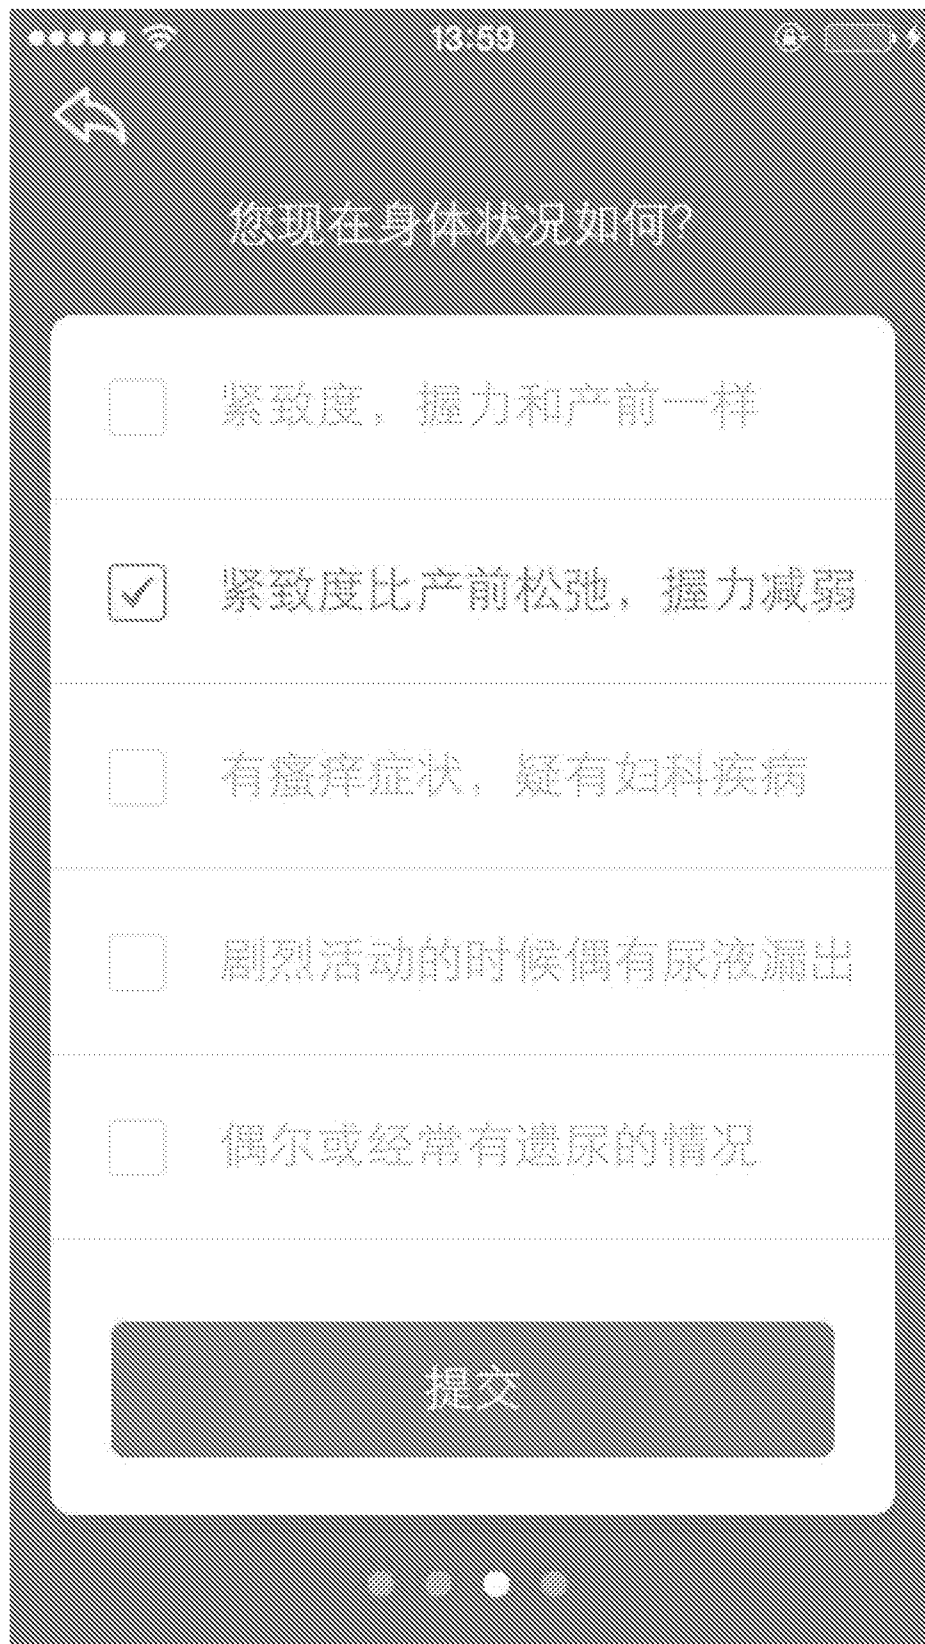 13:59
您现在身体状况如何?
紧致度，握力和产前一样
紧致度比产前松弛，握力减弱
有瘙痒症状，疑有妇科疾病
剧烈活动的时候偶有尿液漏出
偶尔或经常有遗尿的情况
提交